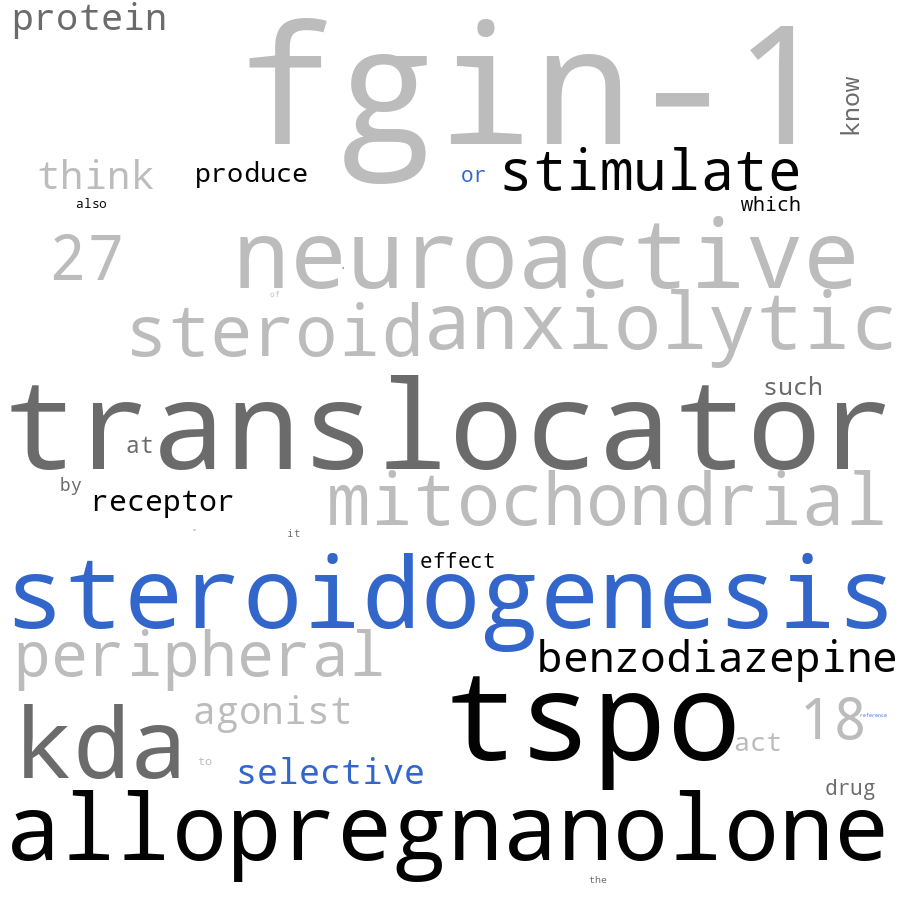 protein
fgin-1
know
think produce or stimulate
also which
27 neuroactive
of
steroid anxiolytic
translocator such
at
by receptor mitochondrial
it
steroidogenesis effect
peripheral benzodiazepine
kda agonist tspo act 18 reference
to selective drug
allopregnanolone
the